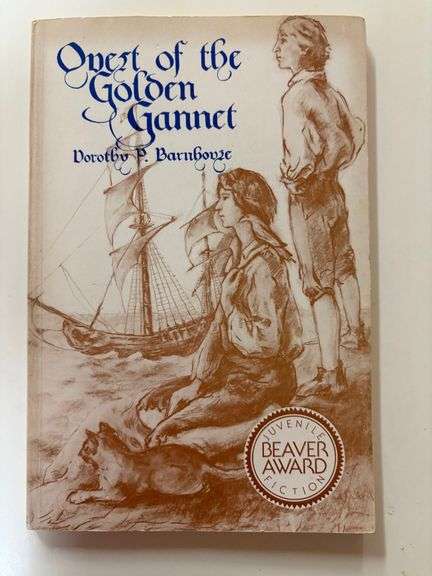 Quest of the
Golden
Gannet
Dorothy P. Barnhouse
JUVENILE
BEAVER
AWARD
FICTION